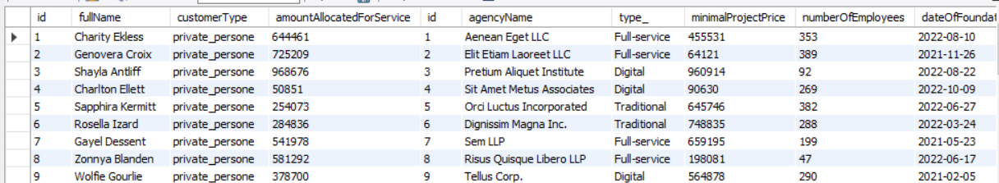 id fullName customerType amountAllocatedForService id agencyName type_ minimalProjectPrice numberOfEmployees dateOfFoundat
1 Charity Ekless private_persone 644461 1 Aenean Eget LLC Full-service 455531 353 2022-08-10
2 Genovera Croix private_persone 725209 2 Elit Etiam Laoreet LLC Full-service 64121 389 2021-11-26
3 Shayla Antliff private_persone 968676 3 Pretium Aliquet Institute Digital 960914 92 2022-08-22
4 Charlton Ellett private_persone 50851 4 Sit Amet Metus Associates Digital 90630 269 2022-10-09
5 Sapphira Kermitt private_persone 254073 5 Orci Luctus Incorporated Traditional 645746 382 2022-06-27
6 Rosella Izard private_persone 284836 6 Dignissim Magna Inc. Traditional 748835 288 2022-03-24
7 Gayel Dessent private_persone 541978 7 Sem LLP Full-service 659195 199 2021-05-23
8 Zonnya Blanden private_persone 581292 8 Risus Quisque Libero LLP Full-service 198081 47 2022-06-17
9 Wolfie Gourlie private_persone 378700 9 Tellus Corp. Digital 564878 290 2021-02-05